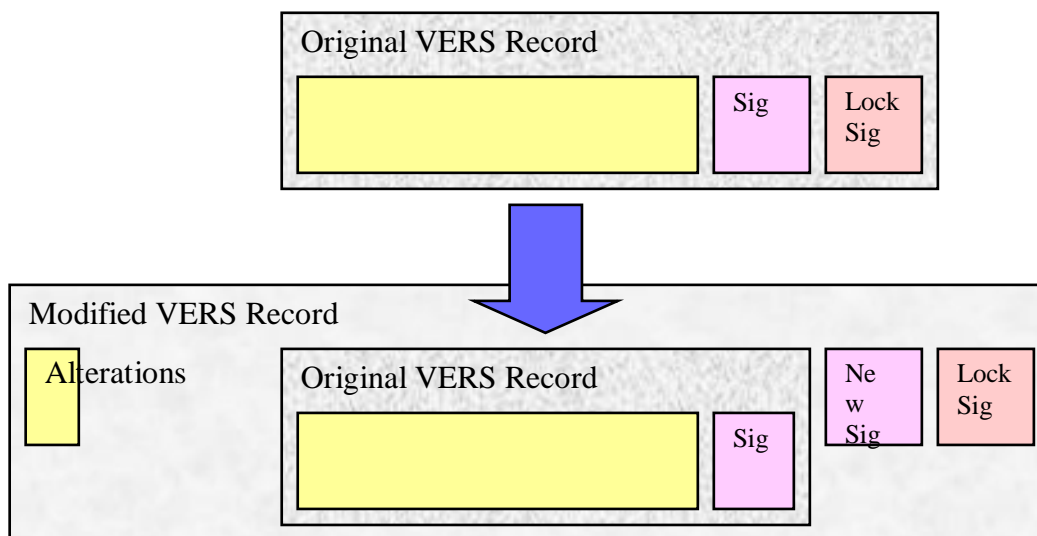 Original VERS Record
Sig
Lock
Sig
Modified VERS Record
Alterations
Original VERS Record
Sig
Ne
w
Sig
Lock
Sig